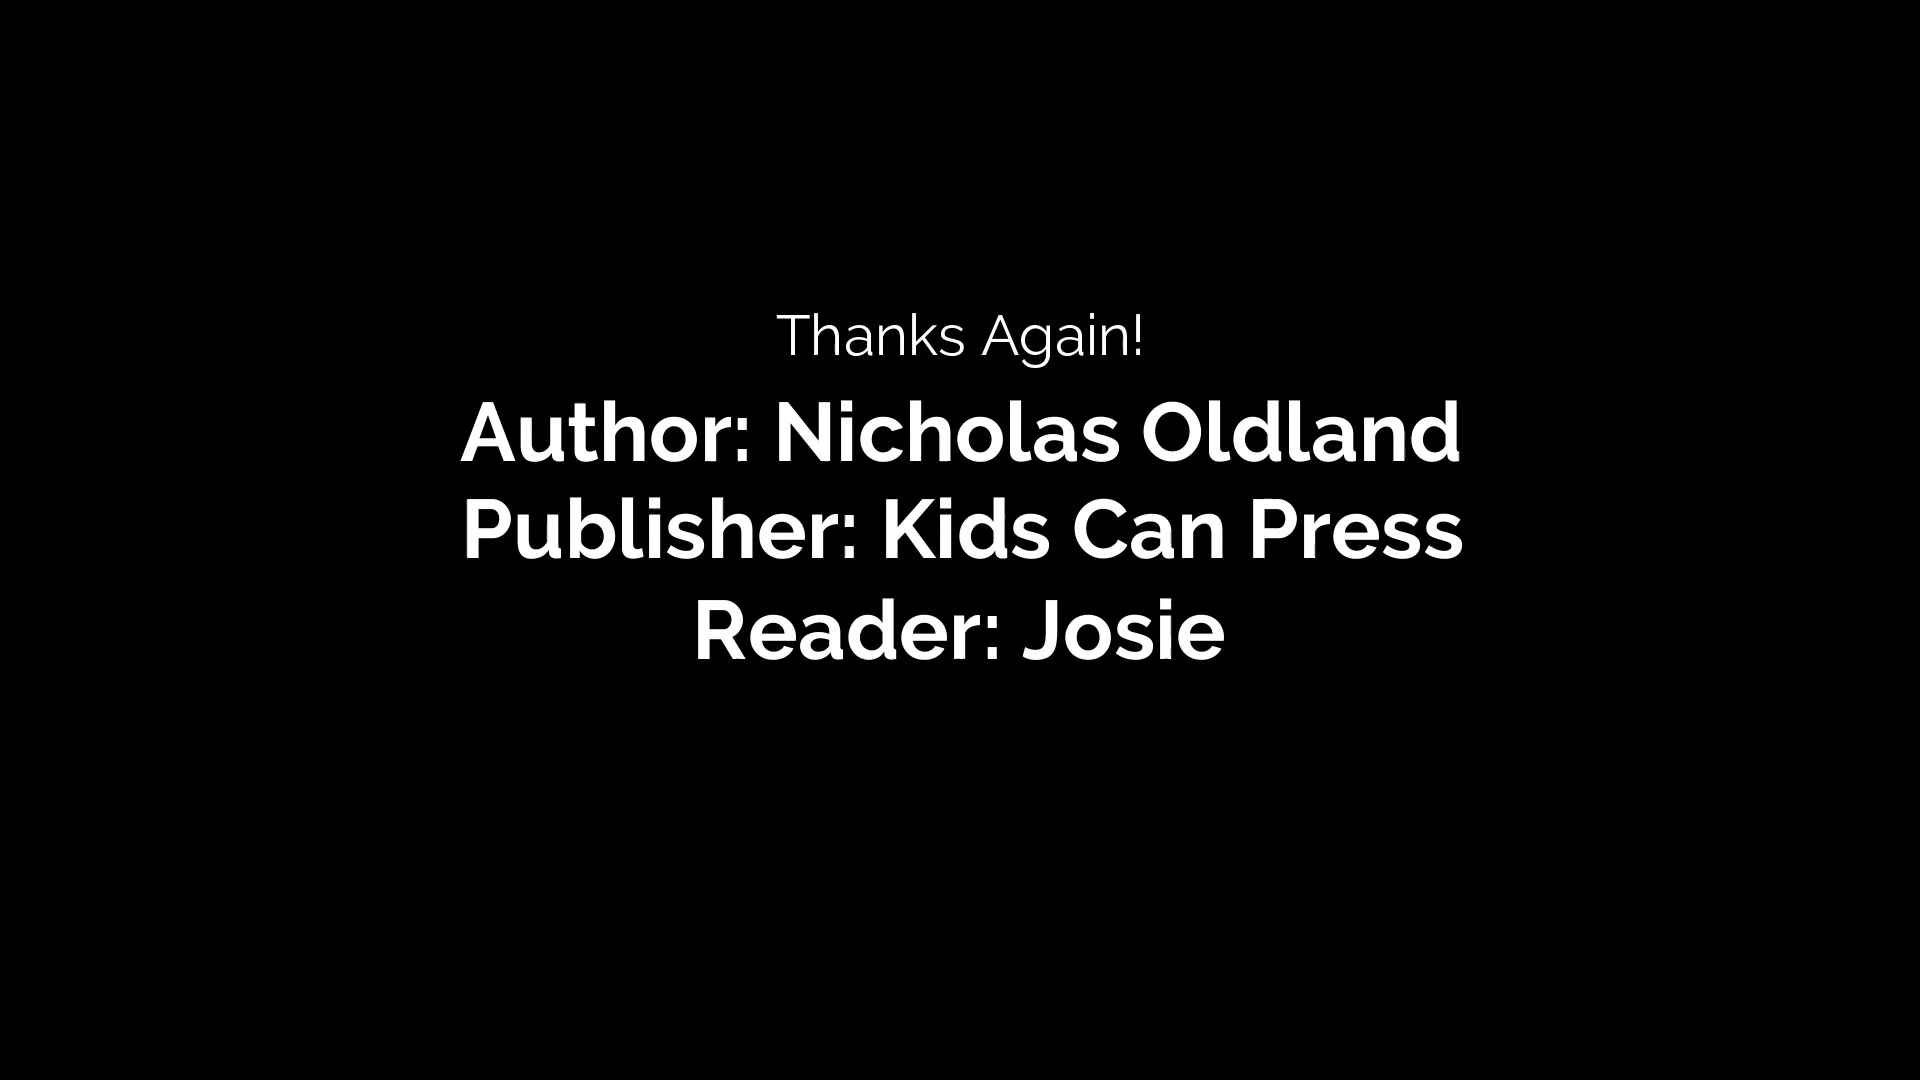 Thanks Again!
Author: Nicholas Oldland
Publisher: Kids Can Press
Reader: Josie